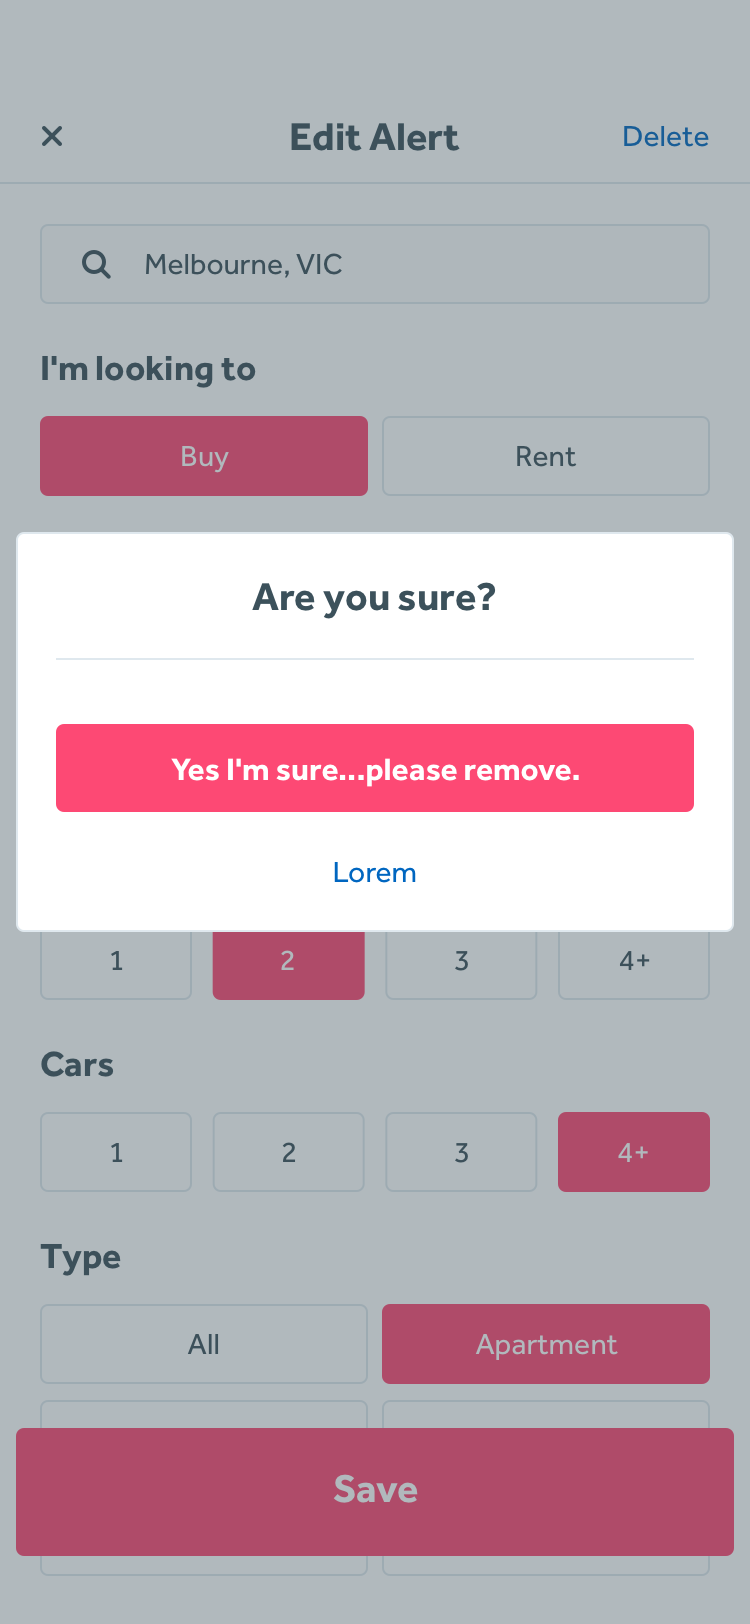 Edit Alert
Delete
Melbourne, VIC
I'm looking to
Buy
Rent
Are you sure?
Yes I'm sure...please remove.
Lorem
1
2
3
4+
Cars
1
2
3
4+
Type
All
Apartment
Save